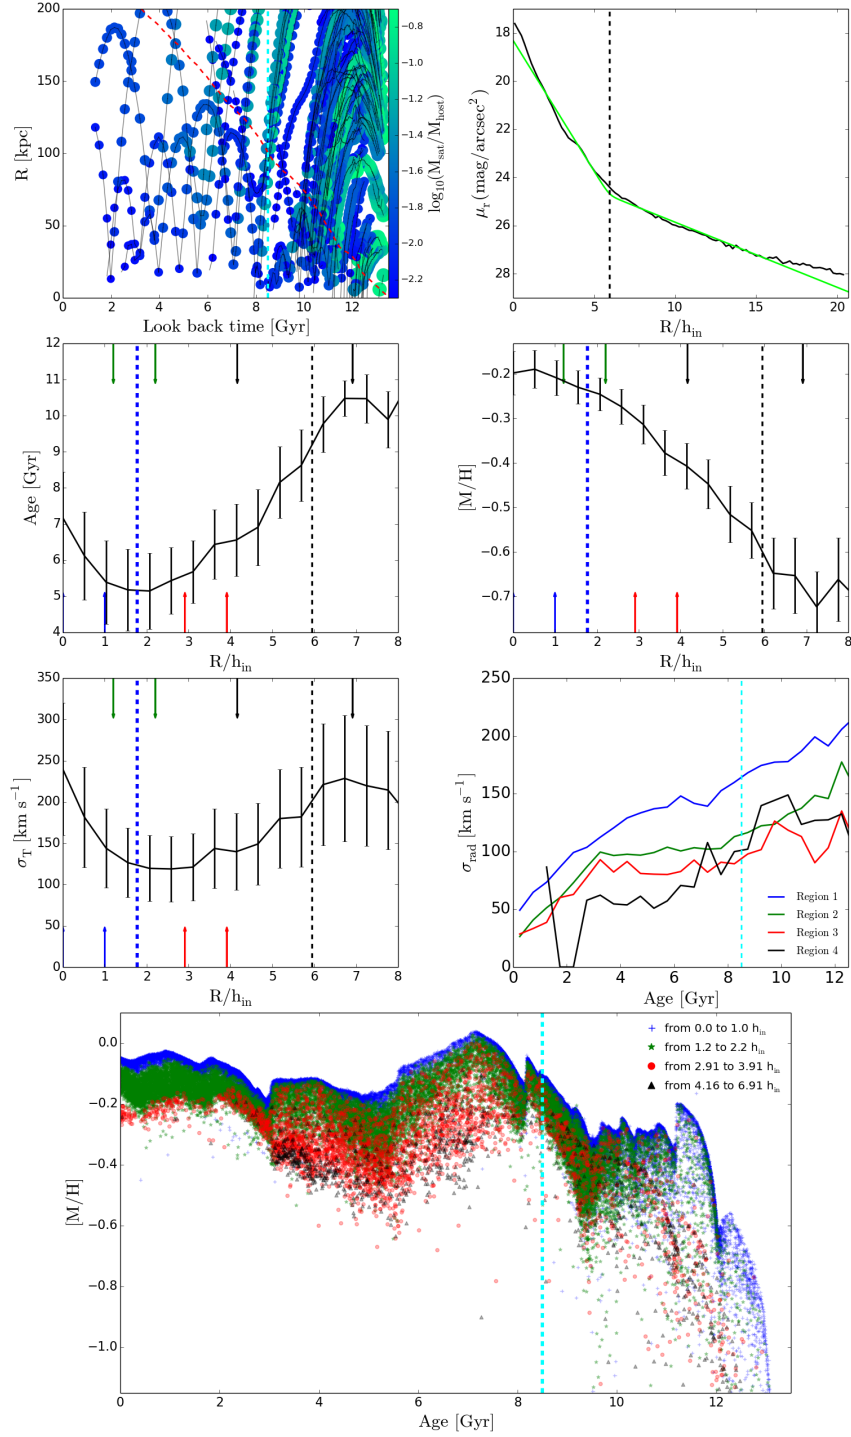 200
150
100
50
0
R [kpc]
0 2 4 6 8 10 12
Look back time [Gyr]
−0.8
−1.0
−1.2
−1.4
−1.6
−1.8
−2.0
−2.2
log10(Msat/Mhost)
18
20
22
24
26
28
μr(mag/arcsec2)
0 5 10 15 20
R/hin
12
11
10
9
8
7
6
5
4
Age [Gyr]
0 1 2 3 4 5 6 7 8
R/hin
−0.2
−0.3
−0.4
−0.5
−0.6
−0.7
[M/H]
0 1 2 3 4 5 6 7 8
R/hin
350
300
250
200
150
100
50
0
σT [km s−1]
0 1 2 3 4 5 6 7 8
R/hin
250
200
150
100
50
0
σrad [km s−1]
Region 1
Region 2
Region 3
Region 4
0 2 4 6 8 10 12
Age [Gyr]
0.0
−0.2
−0.4
−0.6
−0.8
−1.0
[M/H]
from 0.0 to 1.0 hin
from 1.2 to 2.2 hin
from 2.91 to 3.91 hin
from 4.16 to 6.91 hin
0 2 4 6 8 10 12
Age [Gyr]